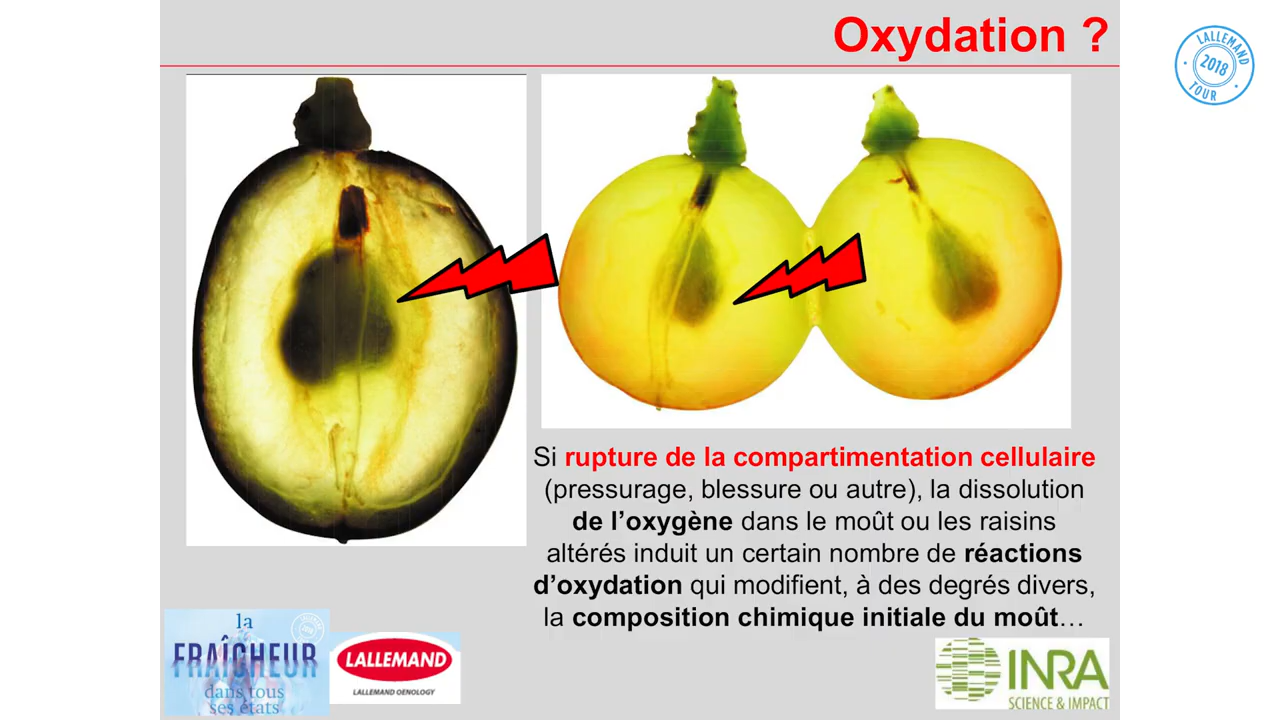 Oxydation ?
LALLEMAND
2018
TOUR
Si rupture de la compartimentation cellulaire
(pressurage, blessure ou autre), la dissolution
de l’oxygène dans le moût ou les raisins
altérés induit un certain nombre de réactions
d’oxydation qui modifient, à des degrés divers,
la composition chimique initiale du moût…
la
FRAÎCHEUR
dans tous
ses états
LALLEMAND
LALLEMAND OENOLOGY
INRA
SCIENCE & IMPACT